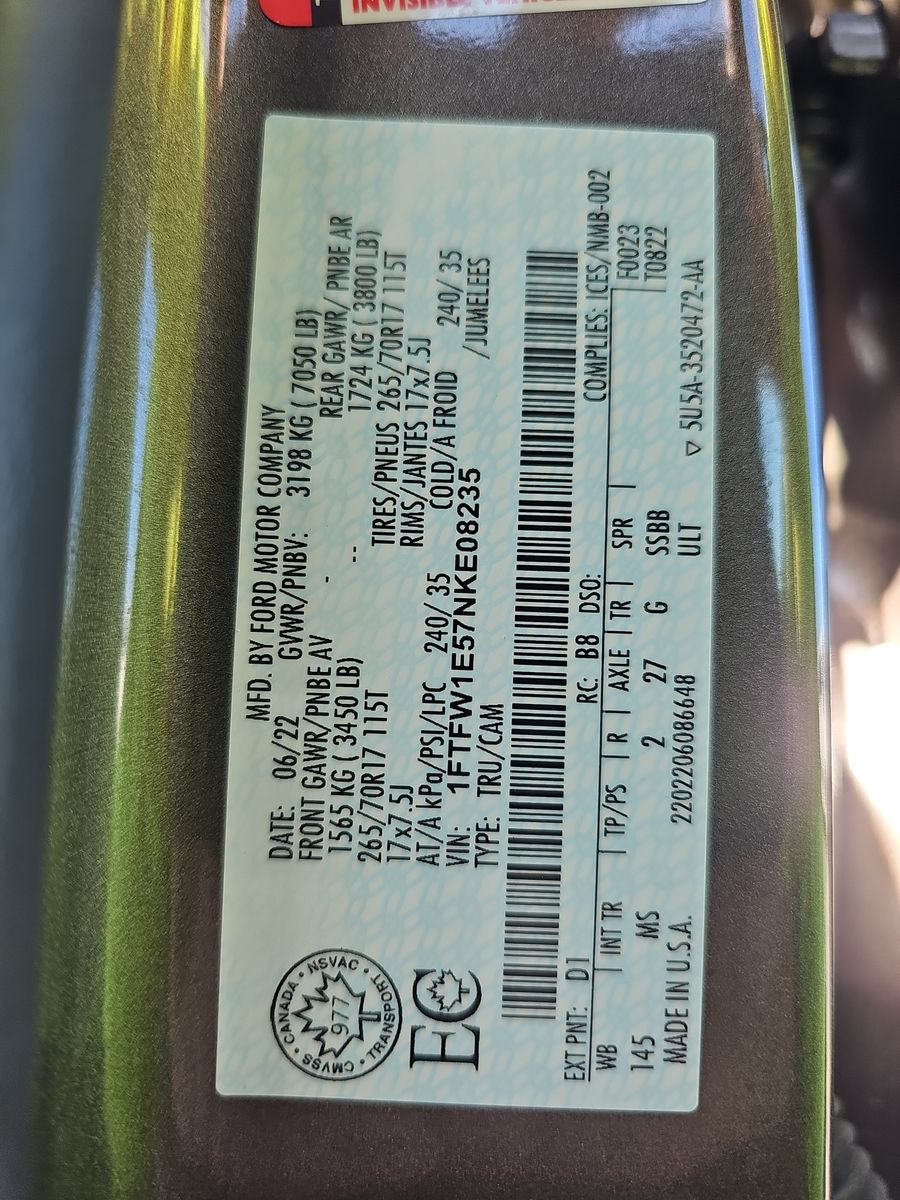 INVISIBLE
MFD. BY FORD MOTOR COMPANY
DATE: 06/22 GVWR/PNBV: 3198 KG ( 7050 LB)
FRONT GAWR/PNBE AV - REAR GAWR/ PNBE AR
1565 KG ( 3450 LB) -- 1724 KG ( 3800 LB)
265/70R17 115T TIRES/PNEUS 265/70R17 115T
17x7.5J RIMS/JANTES 17x7.5J
AT/A kPa/PSI/LPC 240/ 35 COLD/A FROID 240/ 35
VIN: 1FTFW1E57NKE08235 /JUMELEES
TYPE: TRU/CAM
CANADA · NSVAC · TRANSPORT · CMVSS ·
977
EC
COMPLIES: ICES/NMB-002
EXT PNT: D1 RC: B8 DSO: F0023
WB | INT TR | TP/PS | R | AXLE | TR | SPR | T0822
145 MS 2 27 G SSBB
MADE IN U.S.A. 2202206086648 ULT ▽ 5U5A-3520472-AA